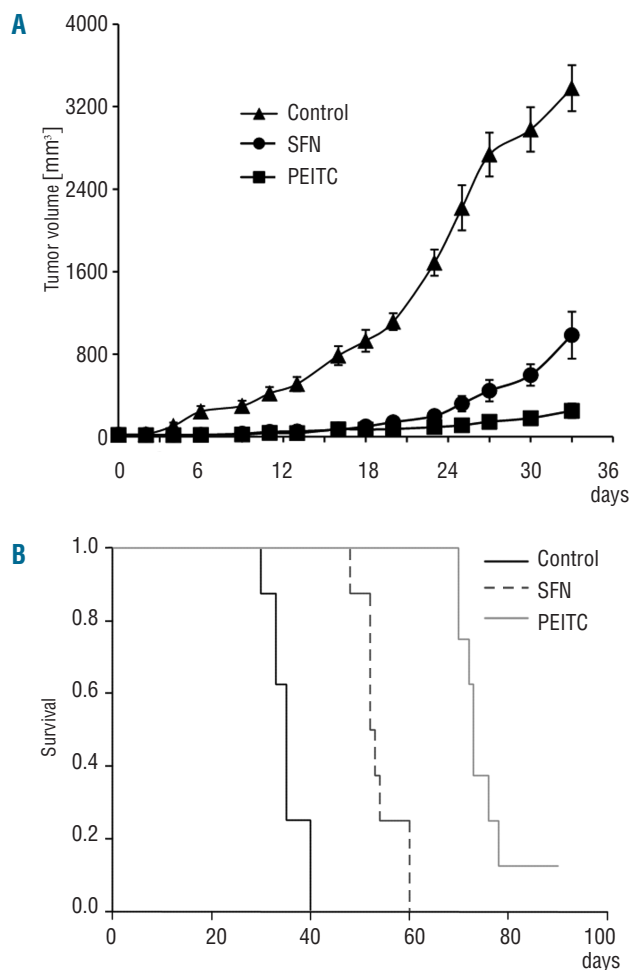 A
Tumor volume [mm³]
4000
3200
2400
1600
800
0
Control
SFN
PEITC
0 6 12 18 24 30 36
days
B
Survival
1.0
0.8
0.6
0.4
0.2
0.0
Control
SFN
PEITC
0 20 40 60 80 100
days